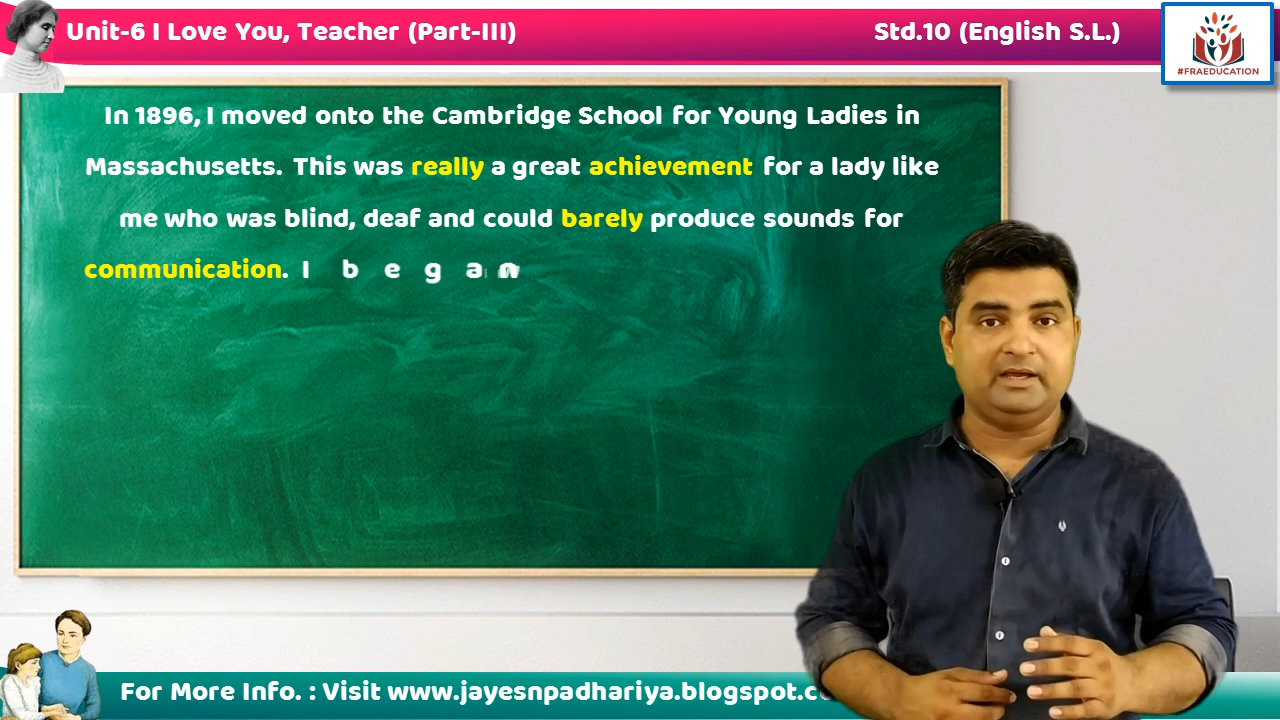 Unit-6 I Love You, Teacher (Part-III)
Std.10 (English S.L.)
#FRAEDUCATION
In 1896, I moved onto the Cambridge School for Young Ladies in
Massachusetts. This was really a great achievement for a lady like
me who was blind, deaf and could barely produce sounds for
communication. I began
For More Info. : Visit www.jayesnpadhariya.blogspot.c